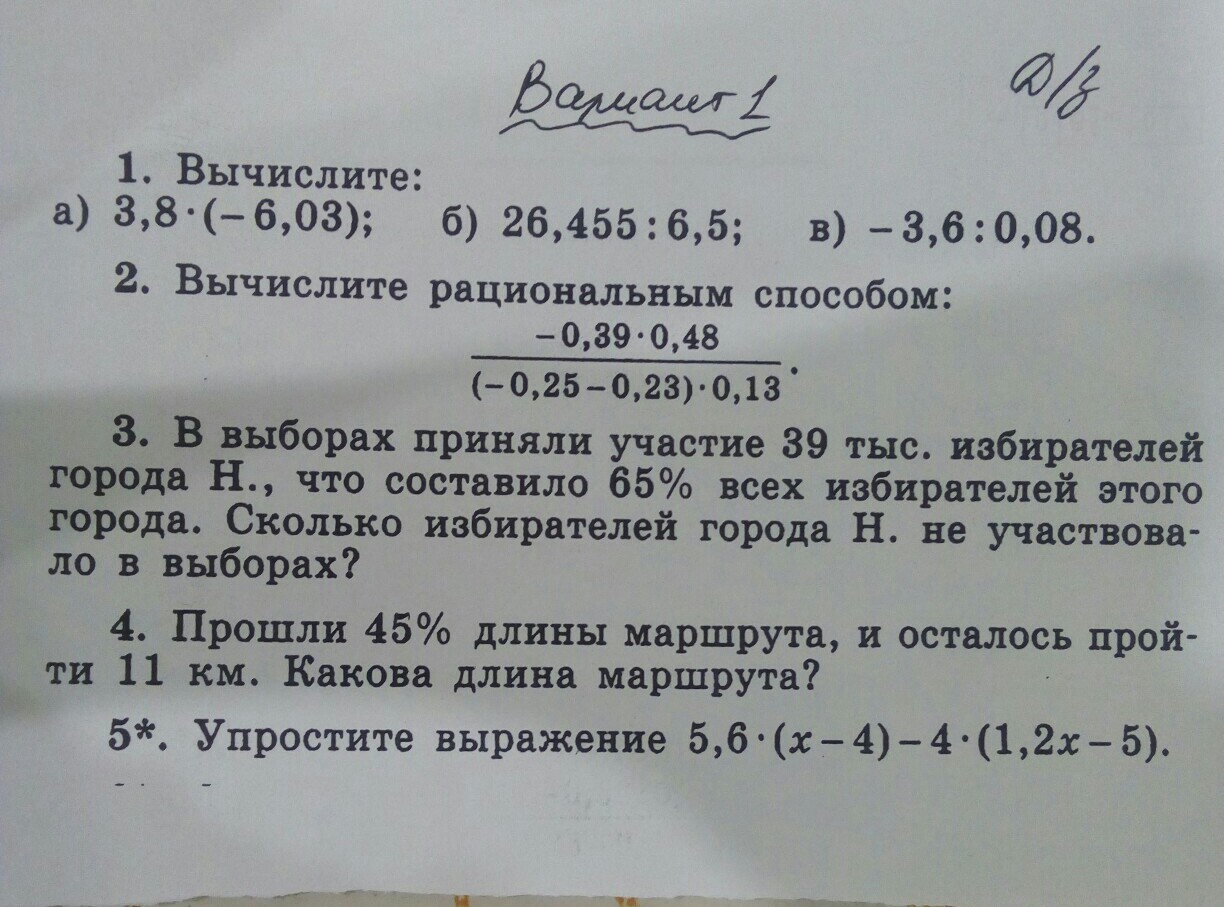 Вариант 1
Д/з
1. Вычислите:
а) 3,8·(−6,03); б) 26,455:6,5; в) −3,6:0,08.
2. Вычислите рациональным способом:
−0,39·0,48
(−0,25−0,23)·0,13 .
3. В выборах приняли участие 39 тыс. избирателей
города Н., что составило 65% всех избирателей этого
города. Сколько избирателей города Н. не участвова-
ло в выборах?
4. Прошли 45% длины маршрута, и осталось прой-
ти 11 км. Какова длина маршрута?
5*. Упростите выражение 5,6·(x−4)−4·(1,2x−5).